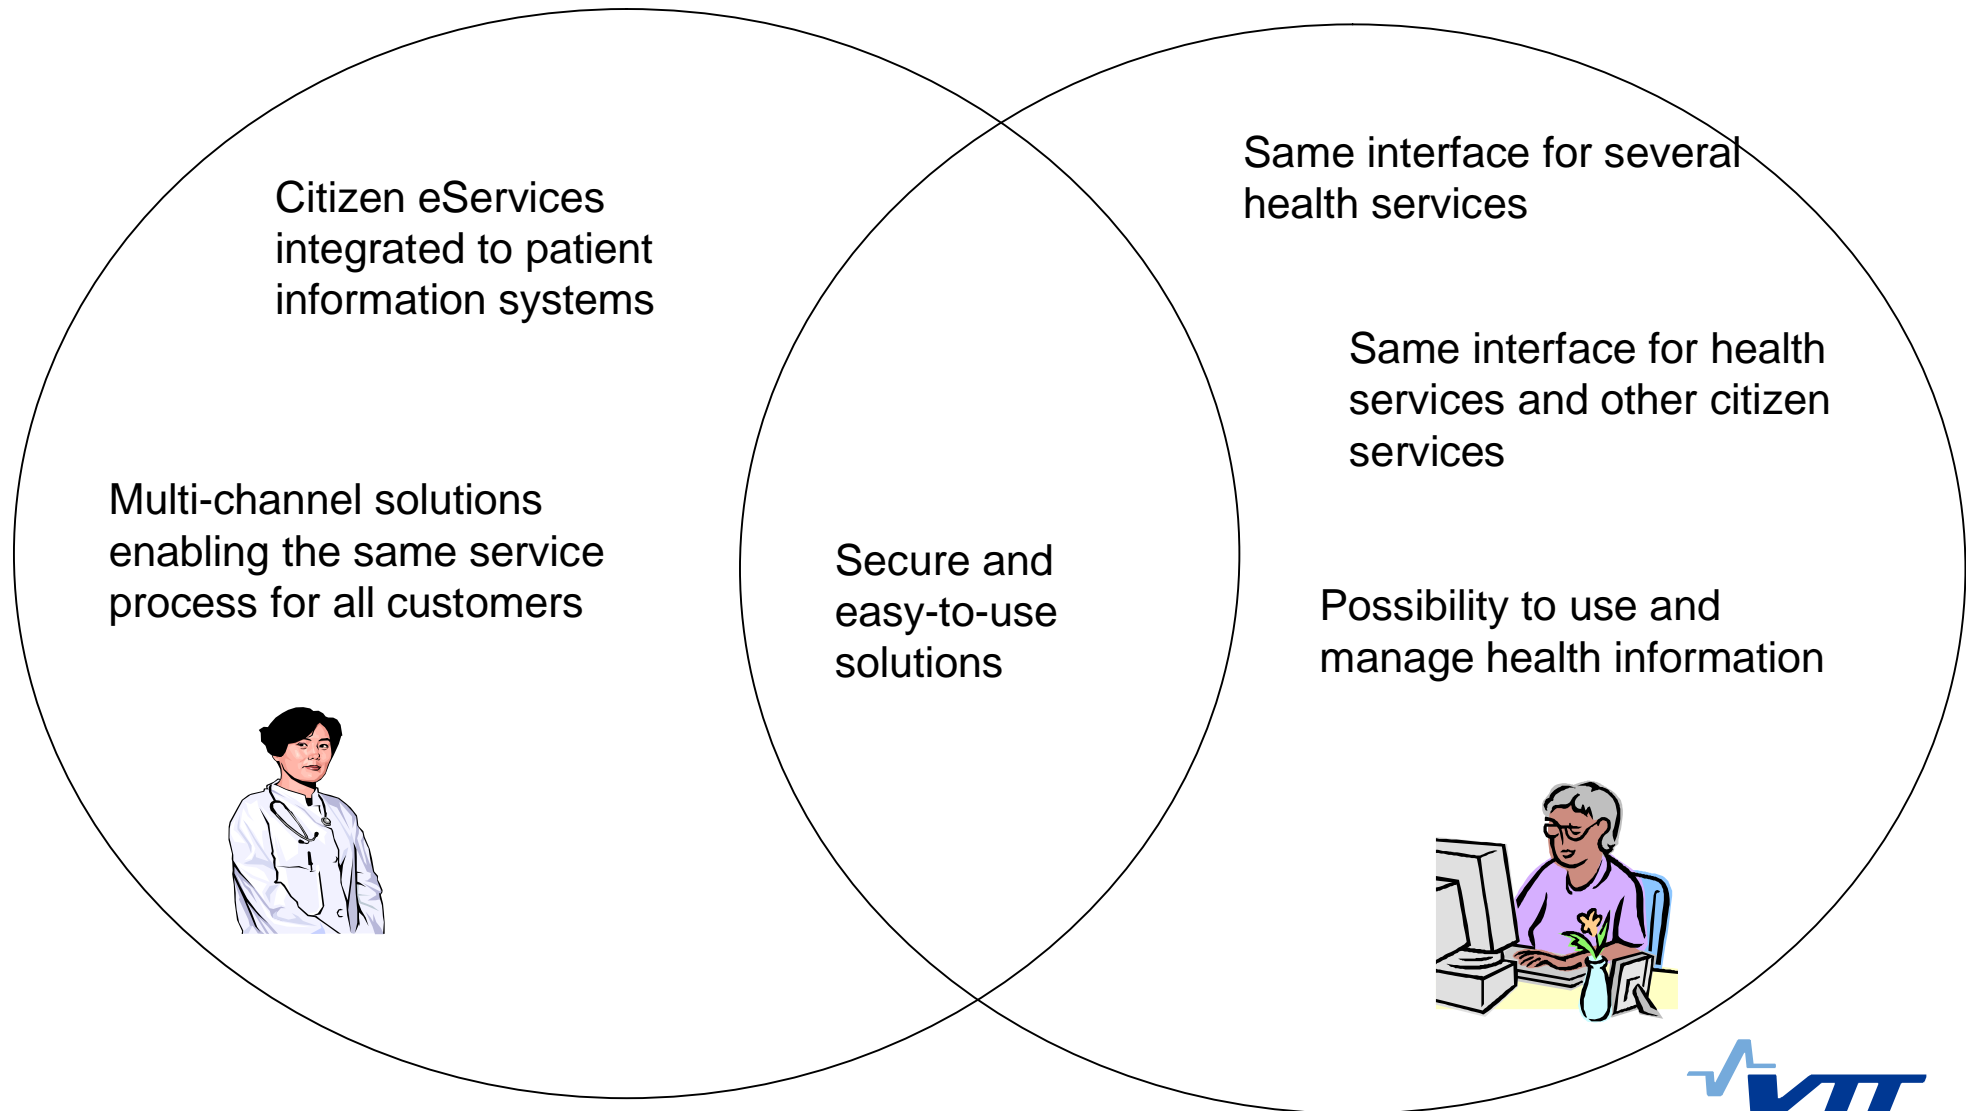 Citizen eServices
integrated to patient
information systems
Multi-channel solutions
enabling the same service
process for all customers
Secure and
easy-to-use
solutions
Same interface for several
health services
Same interface for health
services and other citizen
services
Possibility to use and
manage health information
VTT